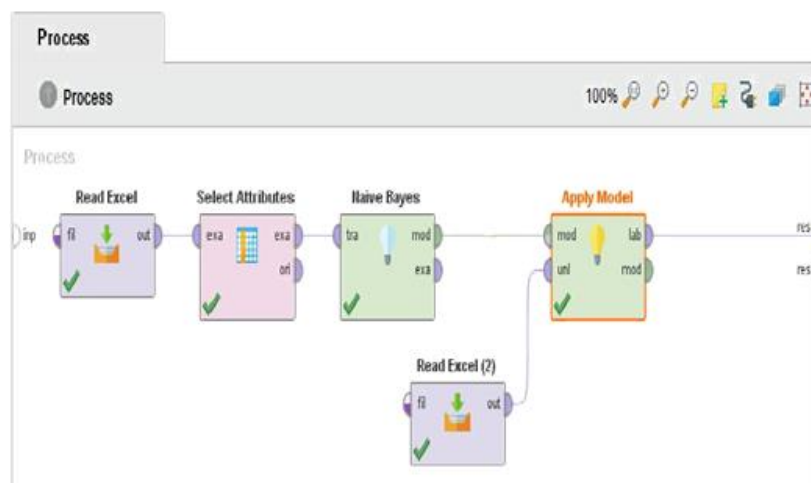 Process
Process
100%
Process
Read Excel
Select Attributes
Naive Bayes
Apply Model
inp
fil
out
exa
exa
tra
mod
mod
lab
res
ori
exa
unl
mod
res
Read Excel (2)
fil
out